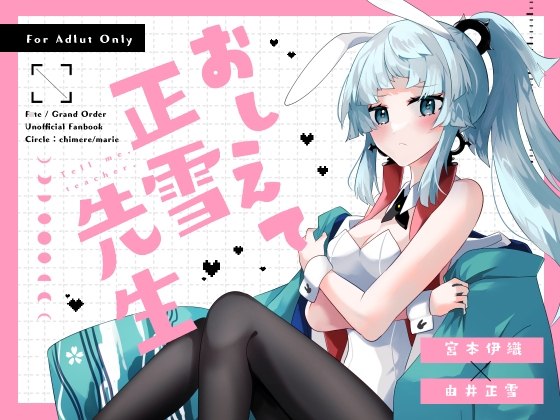 For Adlut Only
Fate / Grand Order
Unofficial Fanbook
Circle：chimere/marie
Tell me,
teacher.
おしえて
正雪
先生
宮本伊織
×
由井正雪